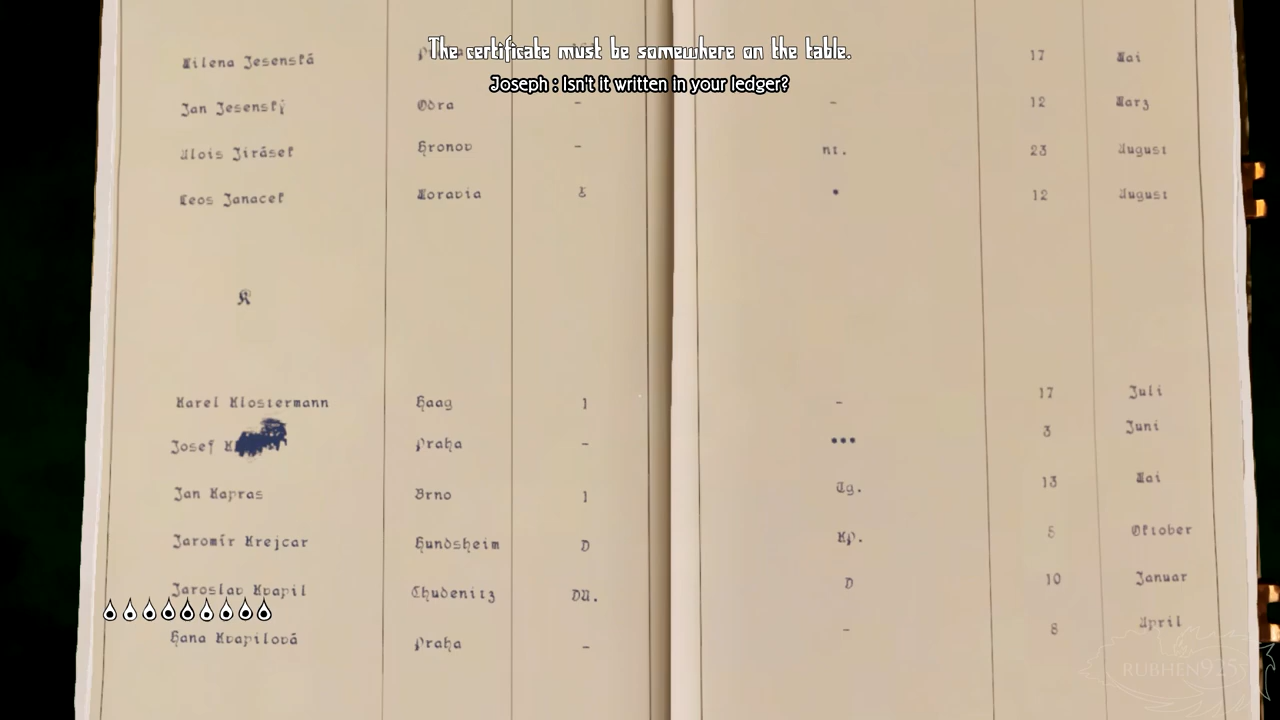 The certificate must be somewhere on the table.
Joseph : Isn't it written in your ledger?
Milena Jesenská 17 Mai
Jan Jesenský Odra - - 12 Marz
Alois Jirásek Hronov - nt. 23 August
Leos Janacek Moravia & * 12 August
K
Karel Klostermann Haag 1 - 17 Juli
Josef K Praha - ••• 3 Juni
Jan Kapras Brno 1 Tg. 13 Mai
Jaromír Krejcar Hundsheim D Kp. Oktober
Jaroslav Kvapil Chudenitz DU. D 10 Januar
Hana Kvapilová Praha - - 8 April
RUBHEN925